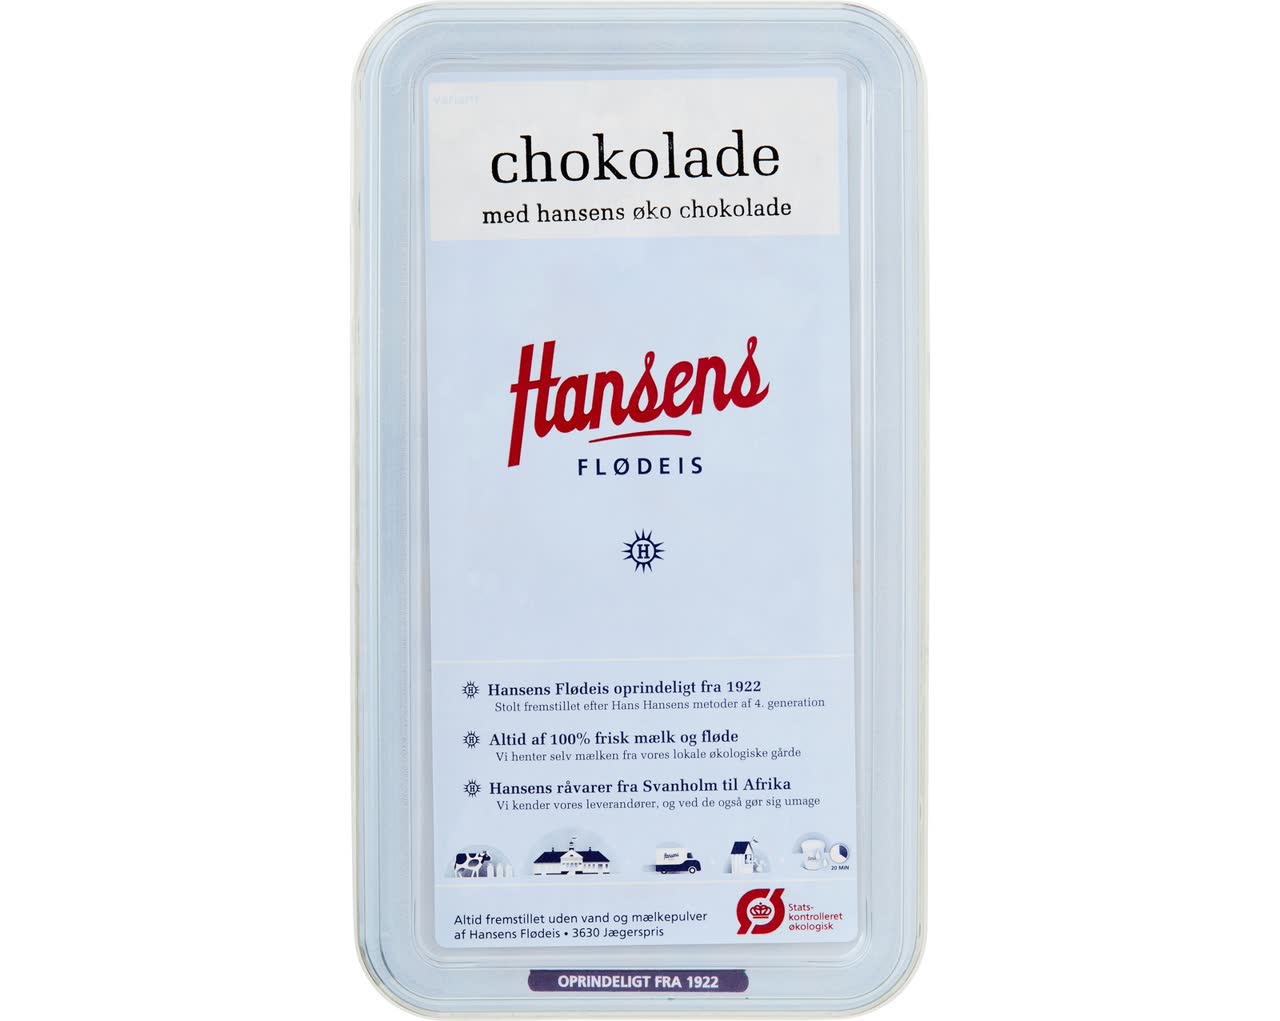 chokolade
med hansens øko chokolade
Hansens
FLØDEIS
H
Hansens Flødeis oprindeligt fra 1922
Stolt fremstillet efter Hans Hansens metoder af 4. generation
Altid af 100% frisk mælk og fløde
Vi henter selv mælken fra vores lokale økologiske gårde
Hansens råvarer fra Svanholm til Afrika
Vi kender vores leverandører, og ved de også gør sig umage
20 MIN
Altid fremstillet uden vand og mælkepulver
af Hansens Flødeis • 3630 Jægerspris
Ø
Stats-
kontrolleret
økologisk
OPRINDELIGT FRA 1922